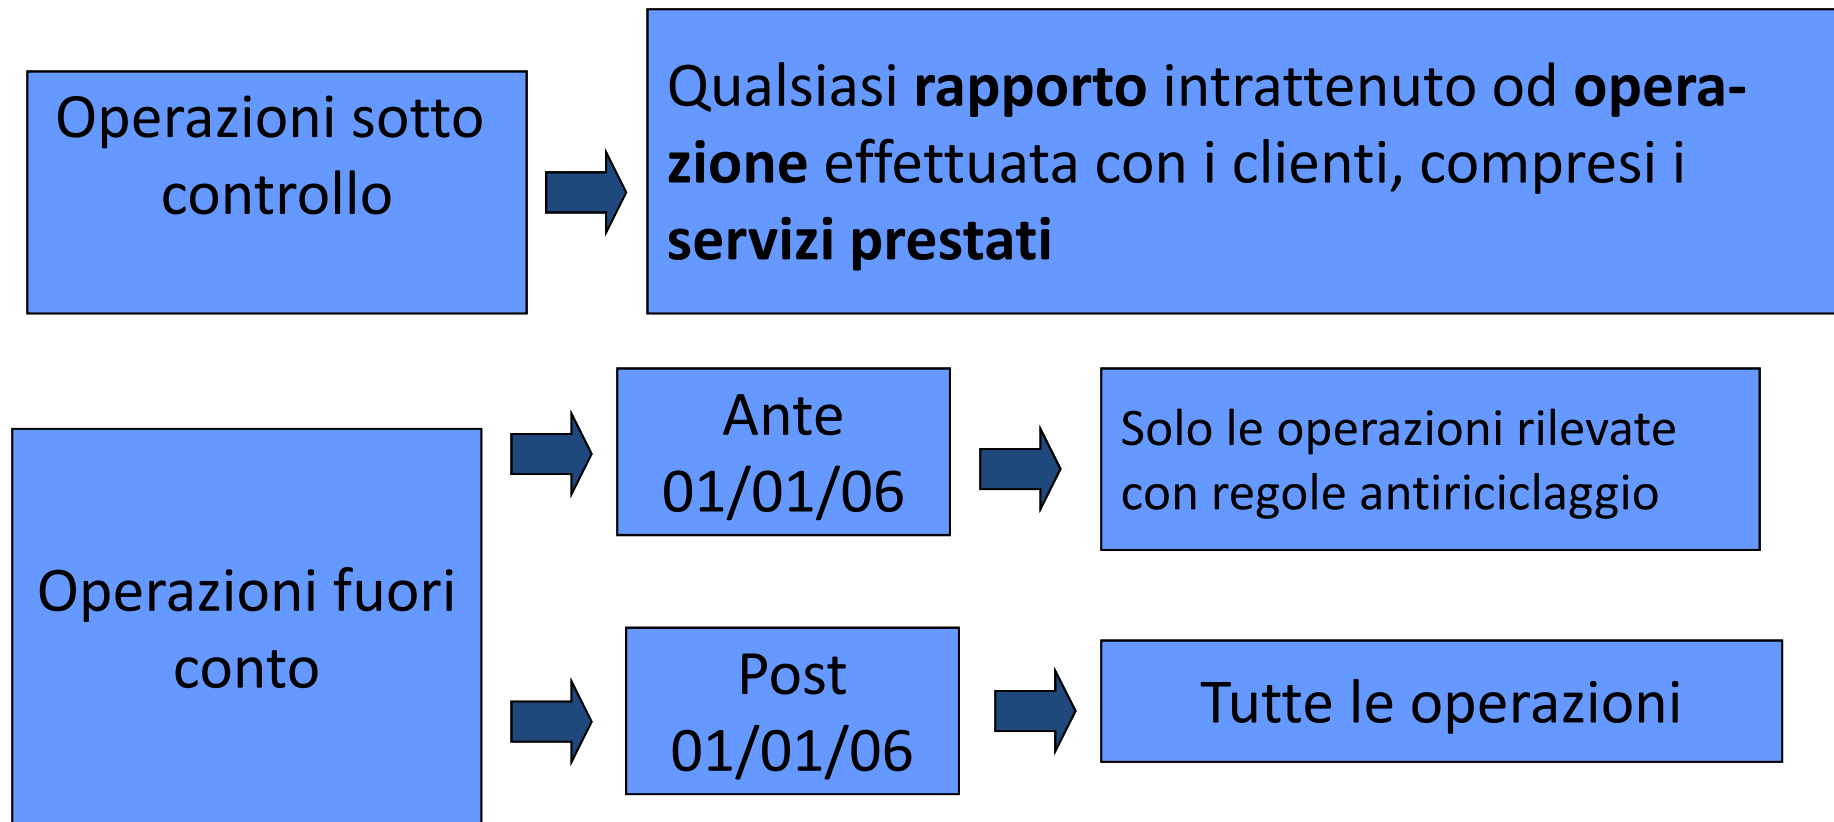 Operazioni sotto
controllo
Qualsiasi rapporto intrattenuto od opera-
zione effettuata con i clienti, compresi i
servizi prestati
Operazioni fuori
conto
Ante
01/01/06
Solo le operazioni rilevate
con regole antiriciclaggio
Post
01/01/06
Tutte le operazioni